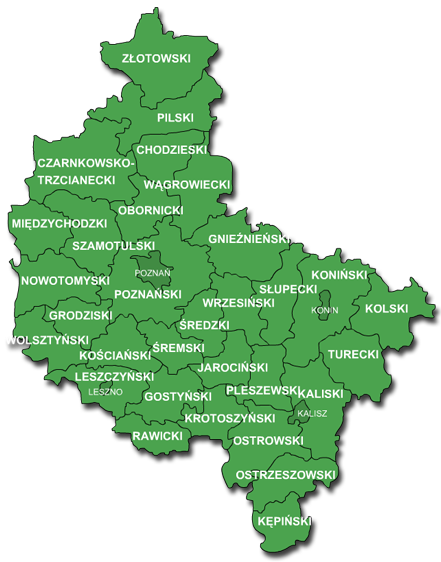 ZŁOTOWSKI
PILSKI
CHODZIESKI
CZARNKOWSKO-
TRZCIANECKI
WĄGROWIECKI
OBORNICKI
MIĘDZYCHODZKI
GNIEŹNIEŃSKI
SZAMOTULSKI
POZNAŃ
KONIŃSKI
NOWOTOMYSKI
SŁUPECKI
POZNAŃSKI
WRZESIŃSKI
KONIN
KOLSKI
GRODZISKI
ŚREDZKI
WOLSZTYŃSKI
ŚREMSKI
KOŚCIAŃSKI
TURECKI
JAROCIŃSKI
LESZCZYŃSKI
LESZNO
PLESZEWSKI
KALISKI
GOSTYŃSKI
KALISZ
KROTOSZYŃSKI
RAWICKI
OSTROWSKI
OSTRZESZOWSKI
KĘPIŃSKI